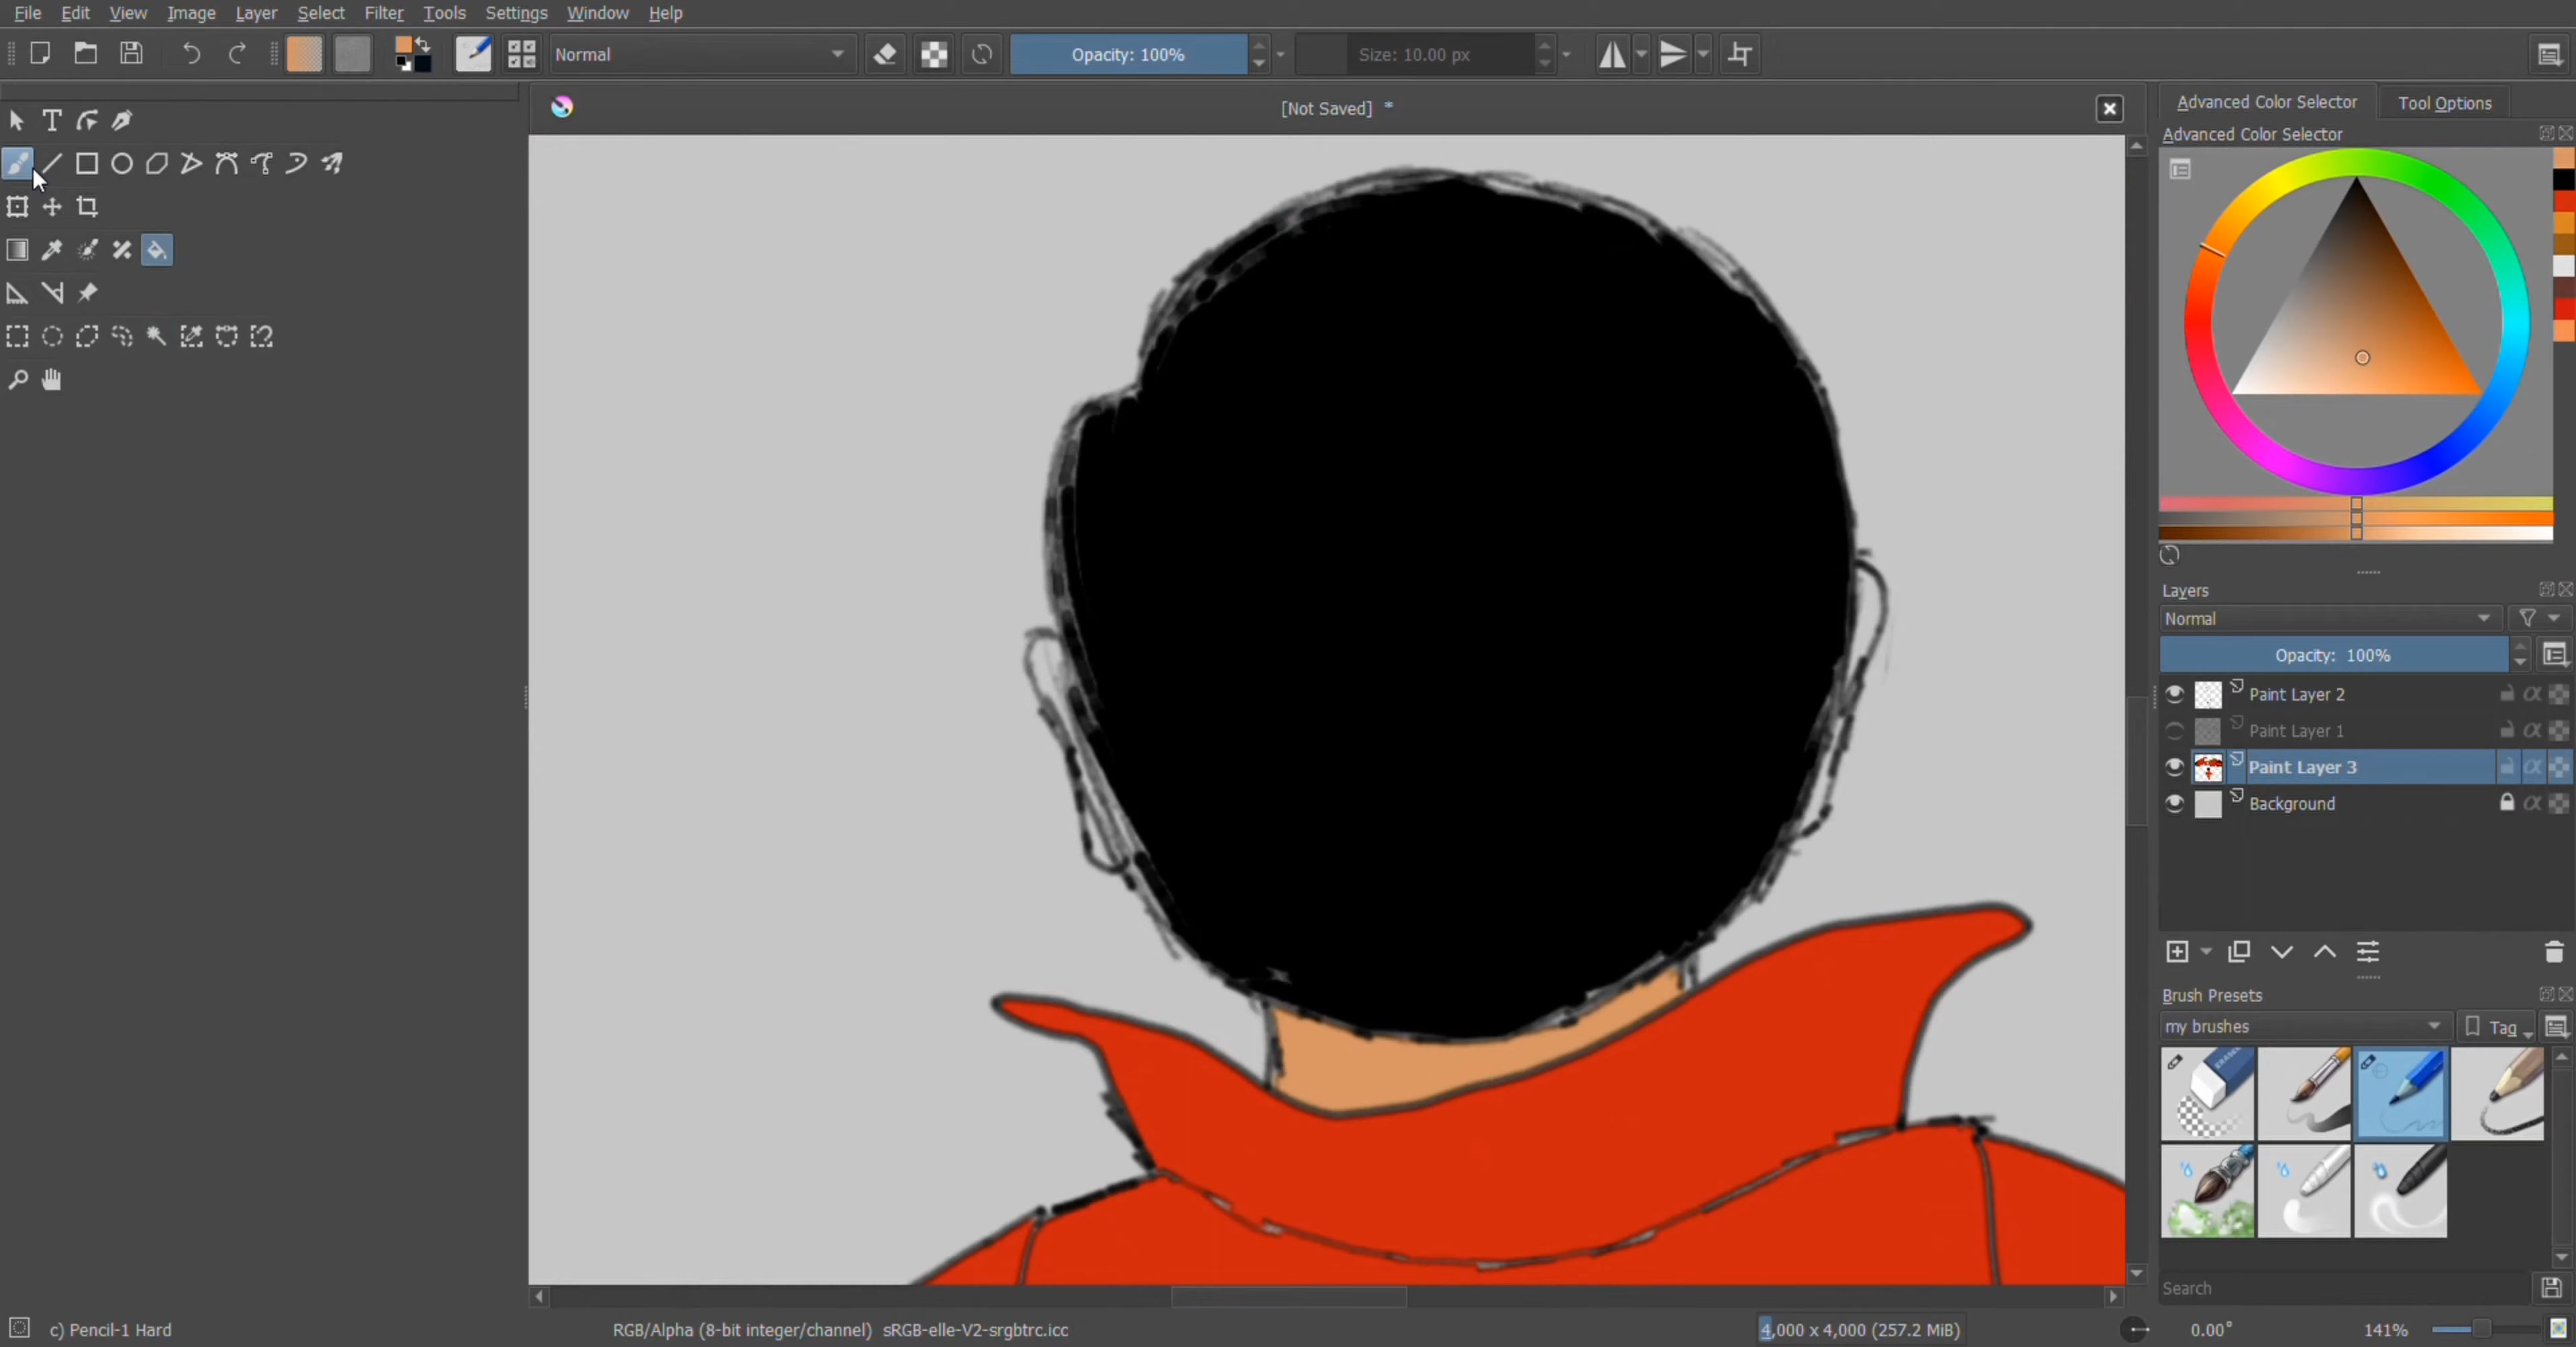 File Edit View Image Layer Select Filter Tools Settings Window Help
Normal Opacity: 100% Size: 10.00 px
[Not Saved] *
Advanced Color Selector Tool Options
Advanced Color Selector
Layers
Normal
Opacity: 100%
Paint Layer 2
Paint Layer 1
Paint Layer 3
Background
Brush Presets
my brushes Tag
Search
c) Pencil-1 Hard RGB/Alpha (8-bit integer/channel) sRGB-elle-V2-srgbtrc.icc 4,000 x 4,000 (257.2 MiB) 0.00° 141%